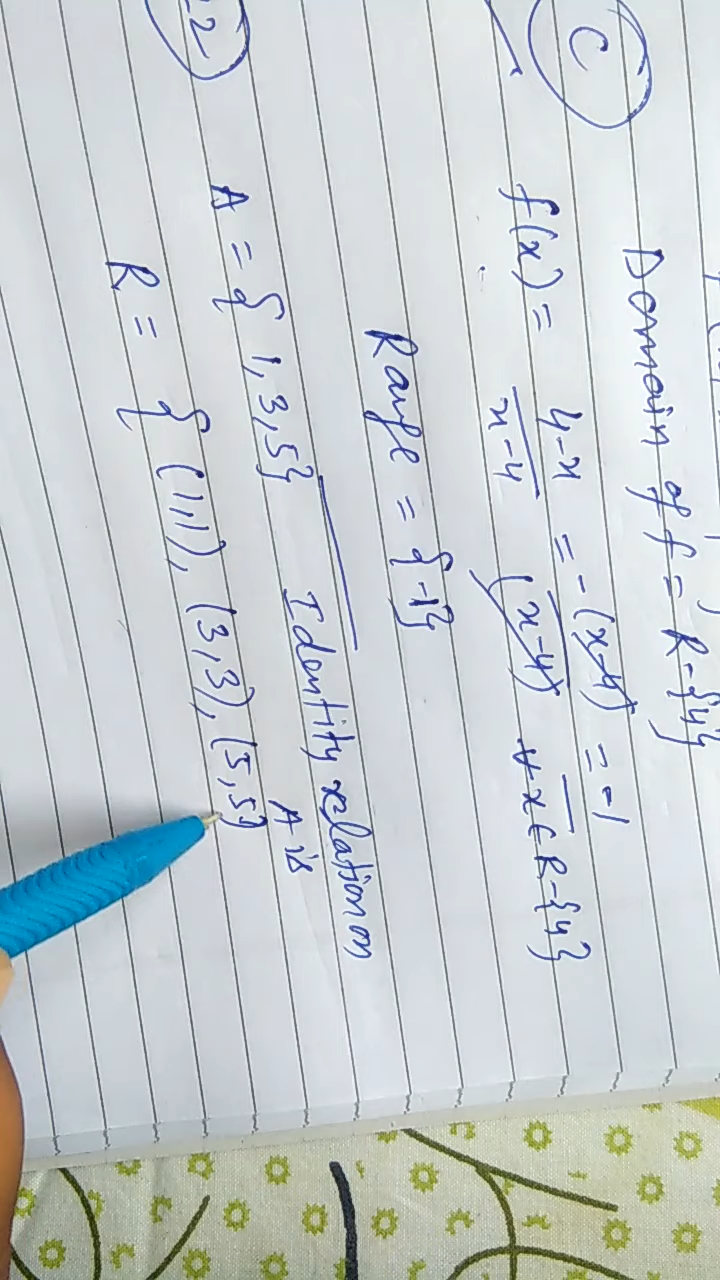 C
Domain of f = R-{4}
f(x) = 4-x / x-4 = -(x-4) / (x-4) = -1
∀ x ∈ R-{4}
Range = {-1}
22
A = {1,3,5} Identity relation on
A is
R = {(1,1), (3,3), (5,5)